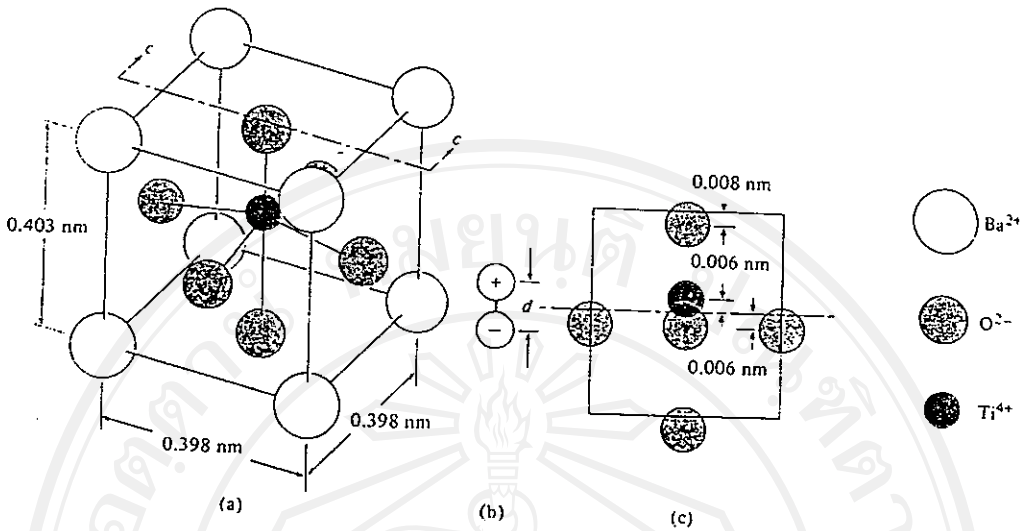 c
c
0.403 nm
0.398 nm
0.398 nm
(a)
+
d
−
(b)
0.008 nm
0.006 nm
0.006 nm
(c)
Ba²⁺
O²⁻
Ti⁴⁺